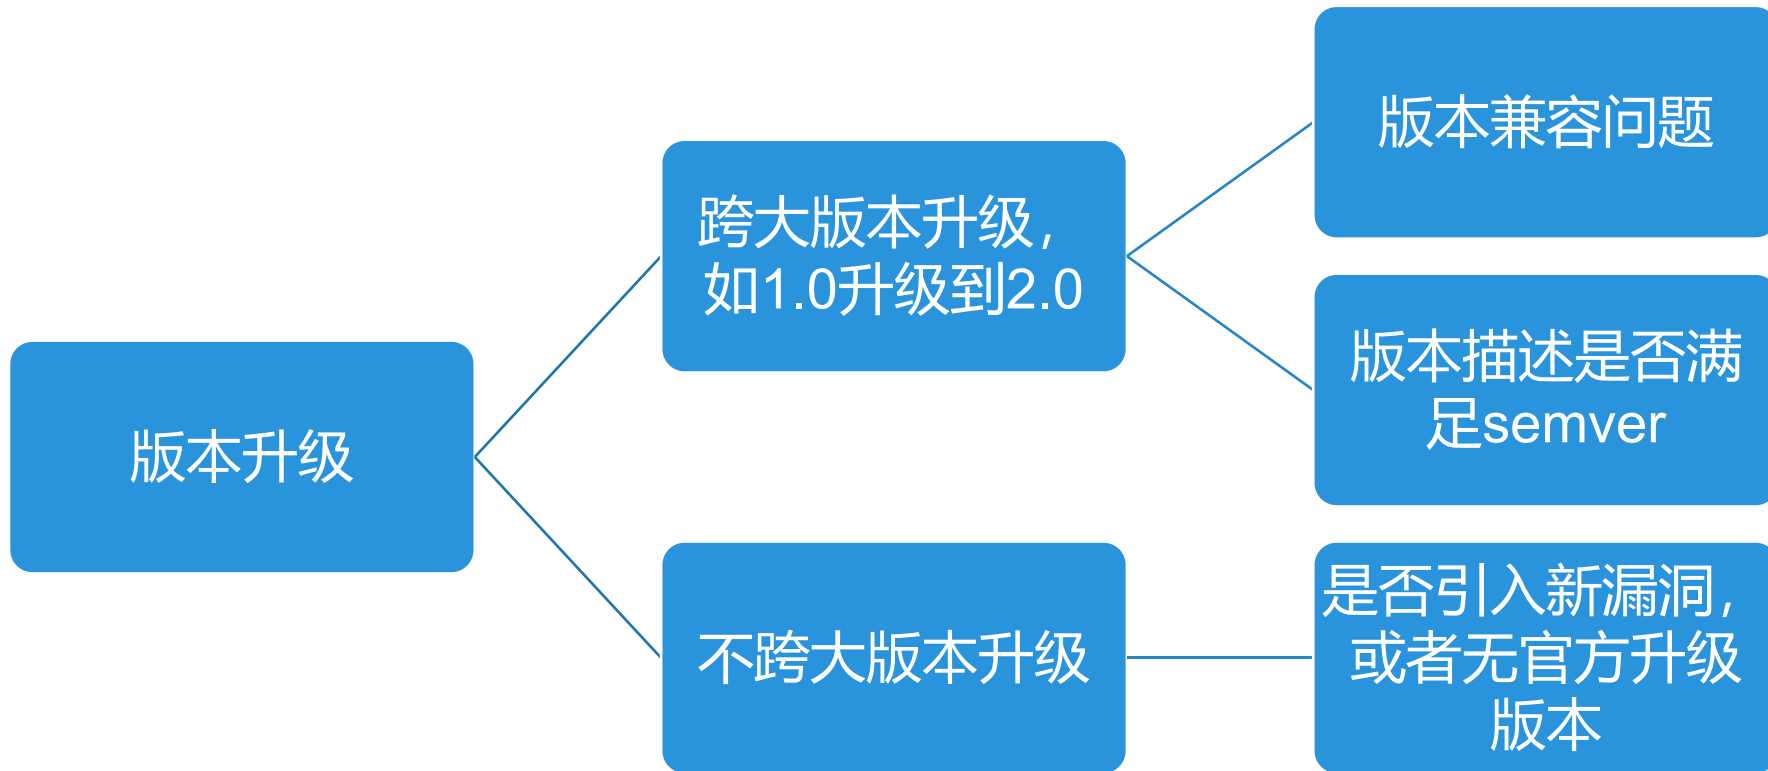 版本升级
跨大版本升级，
如1.0升级到2.0
不跨大版本升级
版本兼容问题
版本描述是否满
足semver
是否引入新漏洞，
或者无官方升级
版本